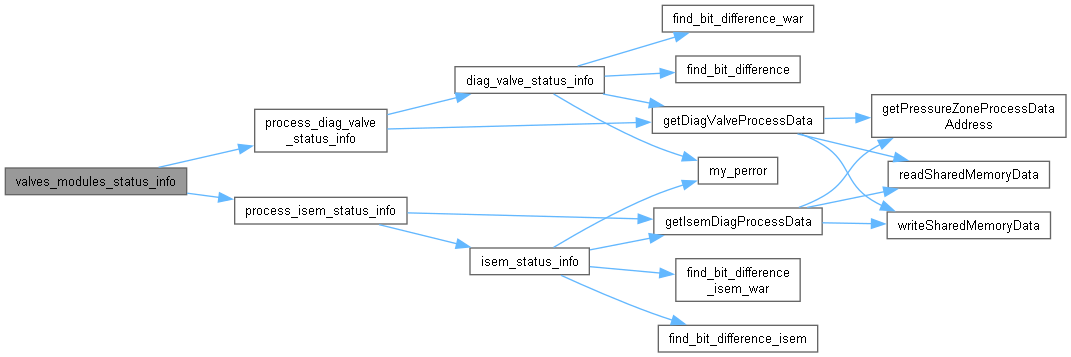 find_bit_difference_war
find_bit_difference
diag_valve_status_info
getPressureZoneProcessData
Address
process_diag_valve
_status_info
getDiagValveProcessData
my_perror
readSharedMemoryData
valves_modules_status_info
process_isem_status_info
getIsemDiagProcessData
writeSharedMemoryData
isem_status_info
find_bit_difference
_isem_war
find_bit_difference_isem